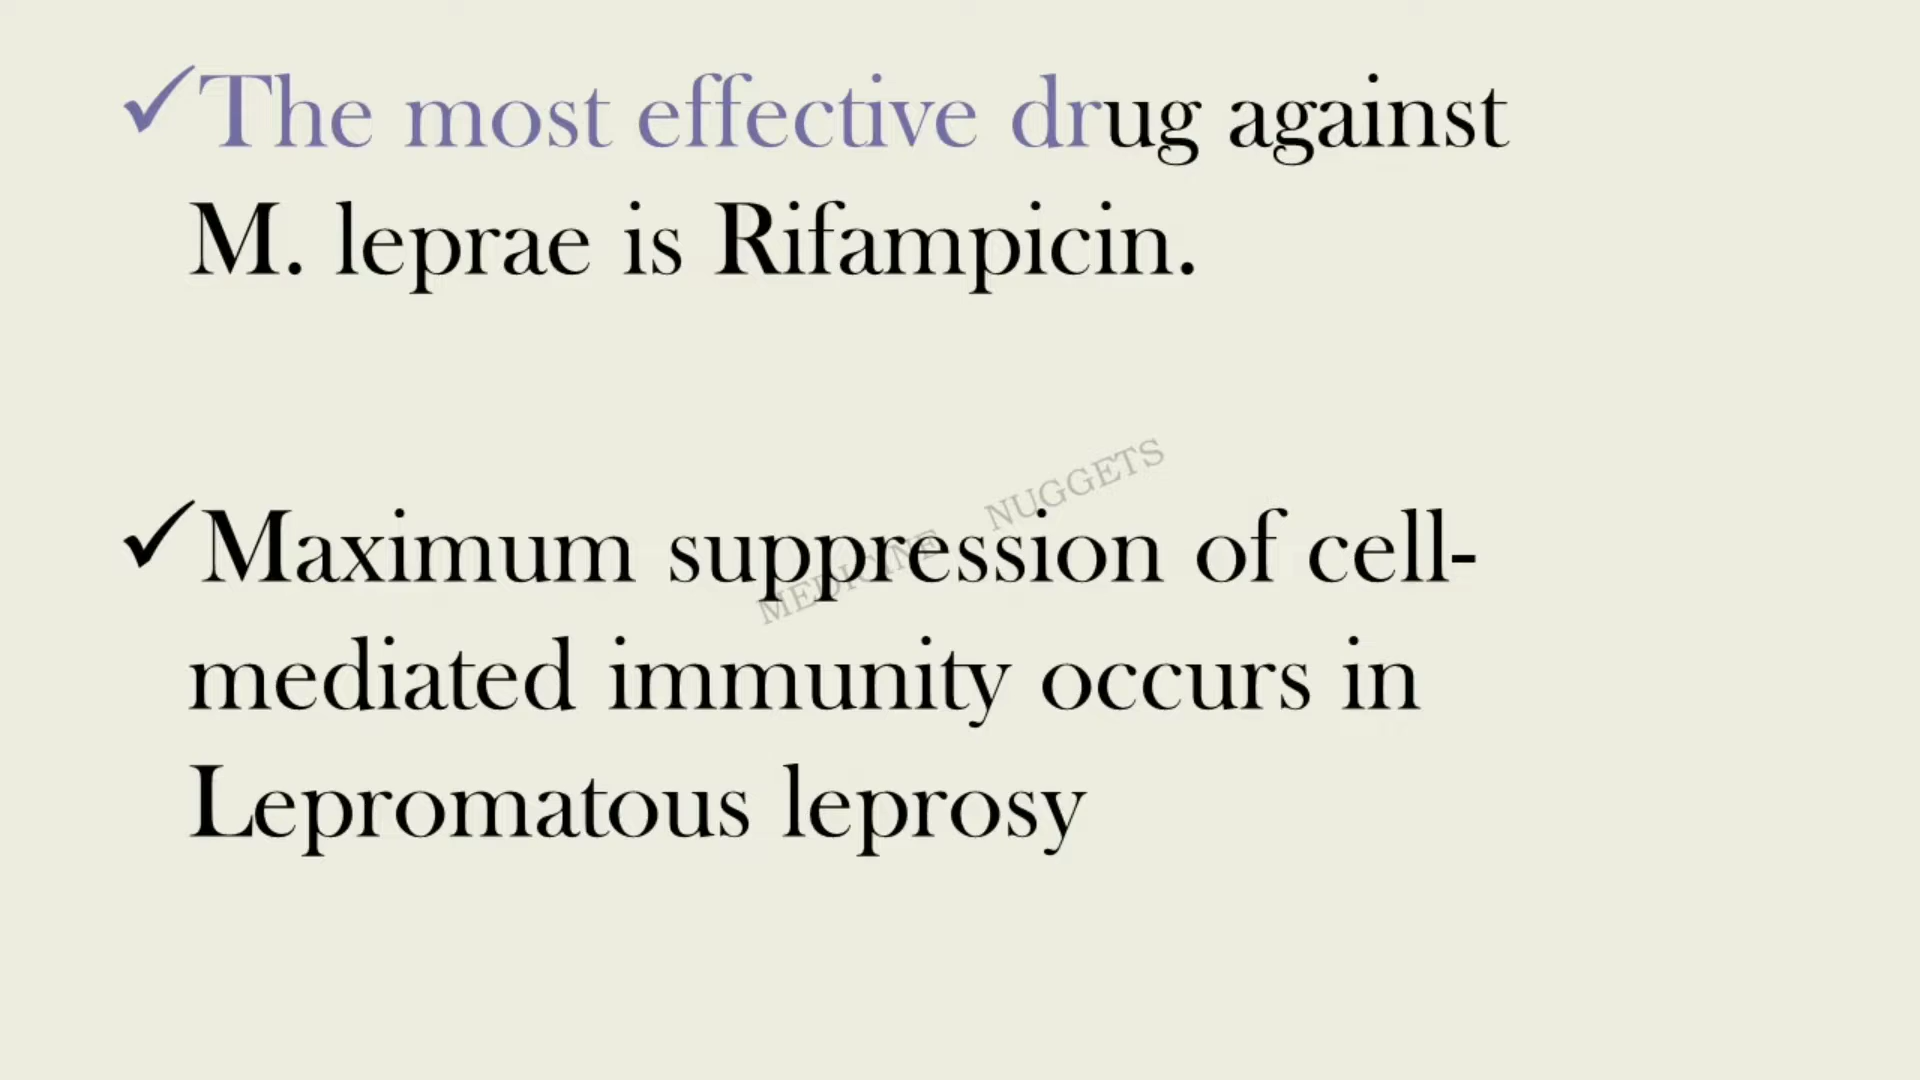 ✓The most effective drug against
M. leprae is Rifampicin.
MEDICINE NUGGETS
✓Maximum suppression of cell-
mediated immunity occurs in
Lepromatous leprosy